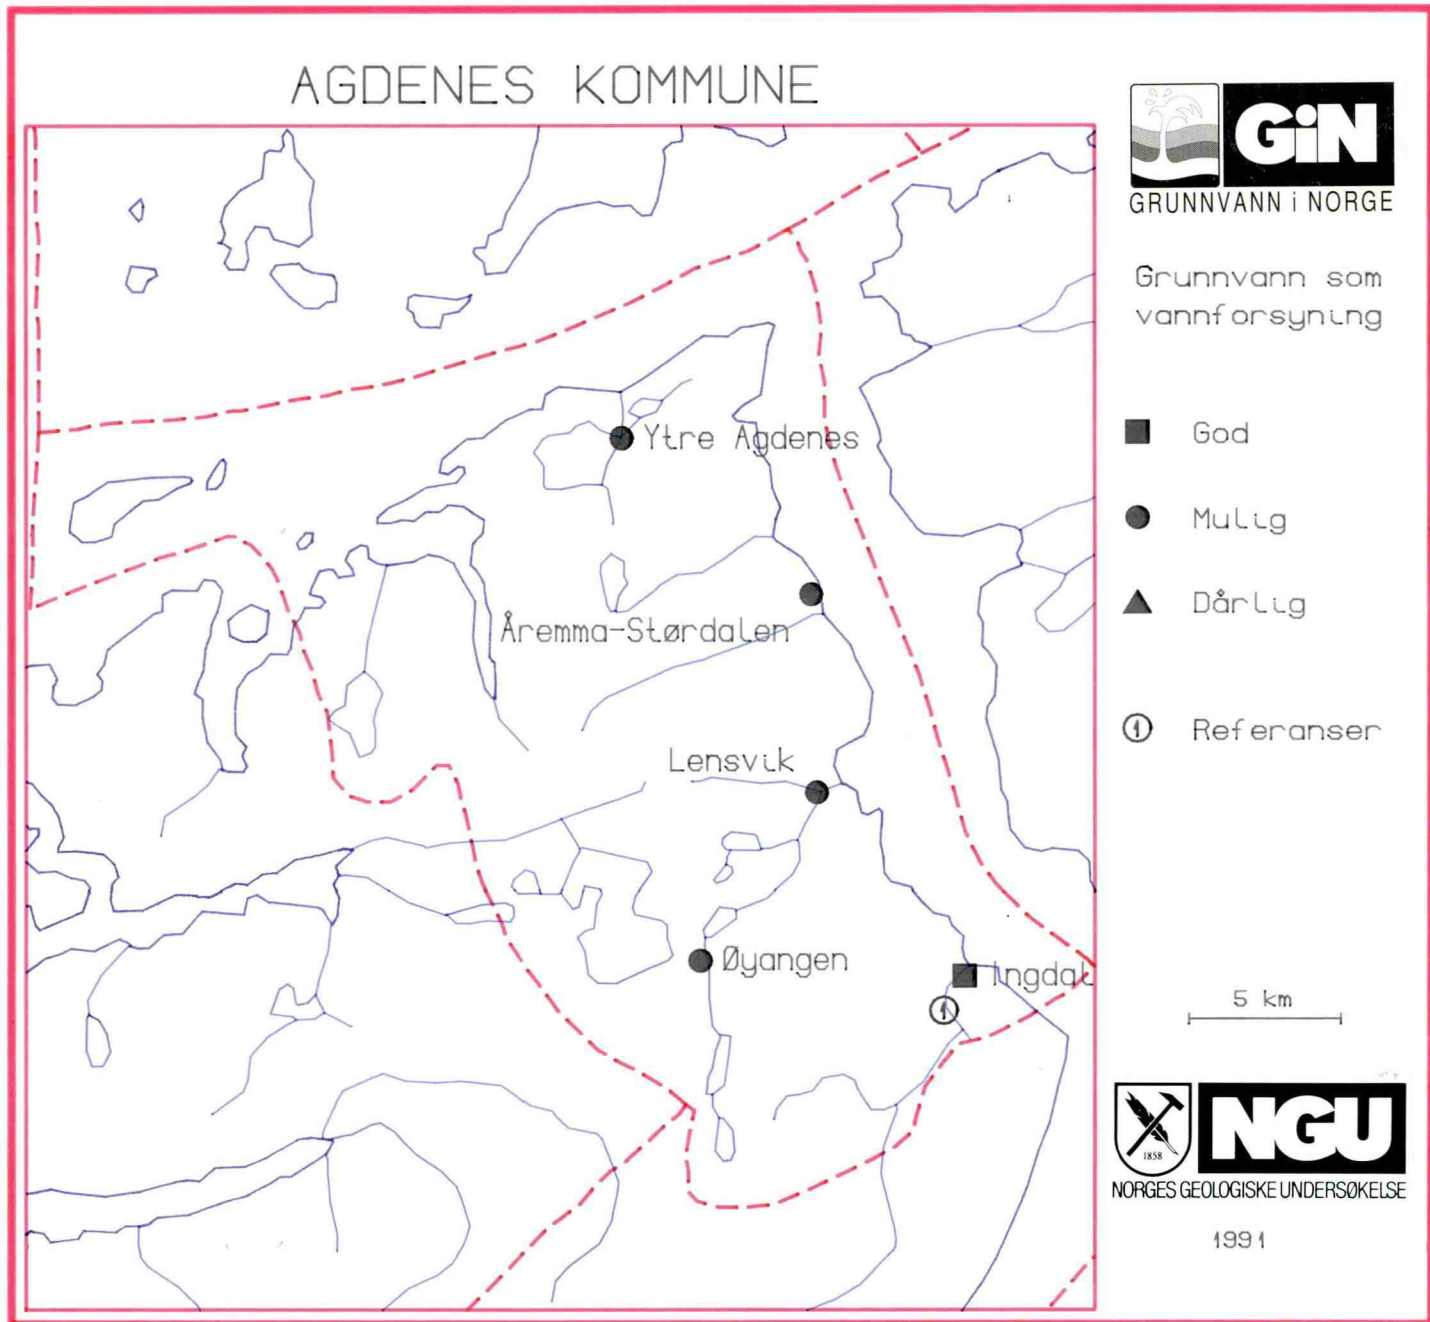 AGDENES KOMMUNE
GiN
GRUNNVANN i NORGE
Grunnvann som
vannforsyning
God
Mulig
Dårlig
1 Referanser
Ytre Agdenes
Åremma-Størdalen
Lensvik
Øyangen
Ingdal
1
5 km
1858
NGU
NORGES GEOLOGISKE UNDERSØKELSE
1991